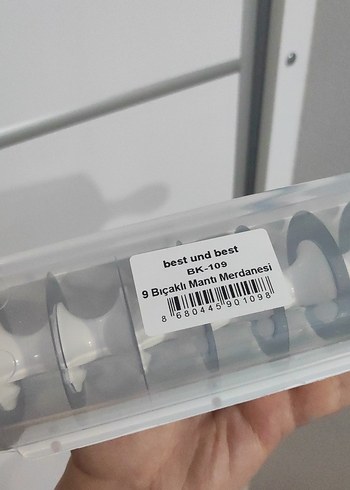 best und best
BK-109
9 Bıçaklı Mantı Merdanesi
8 680445 901098